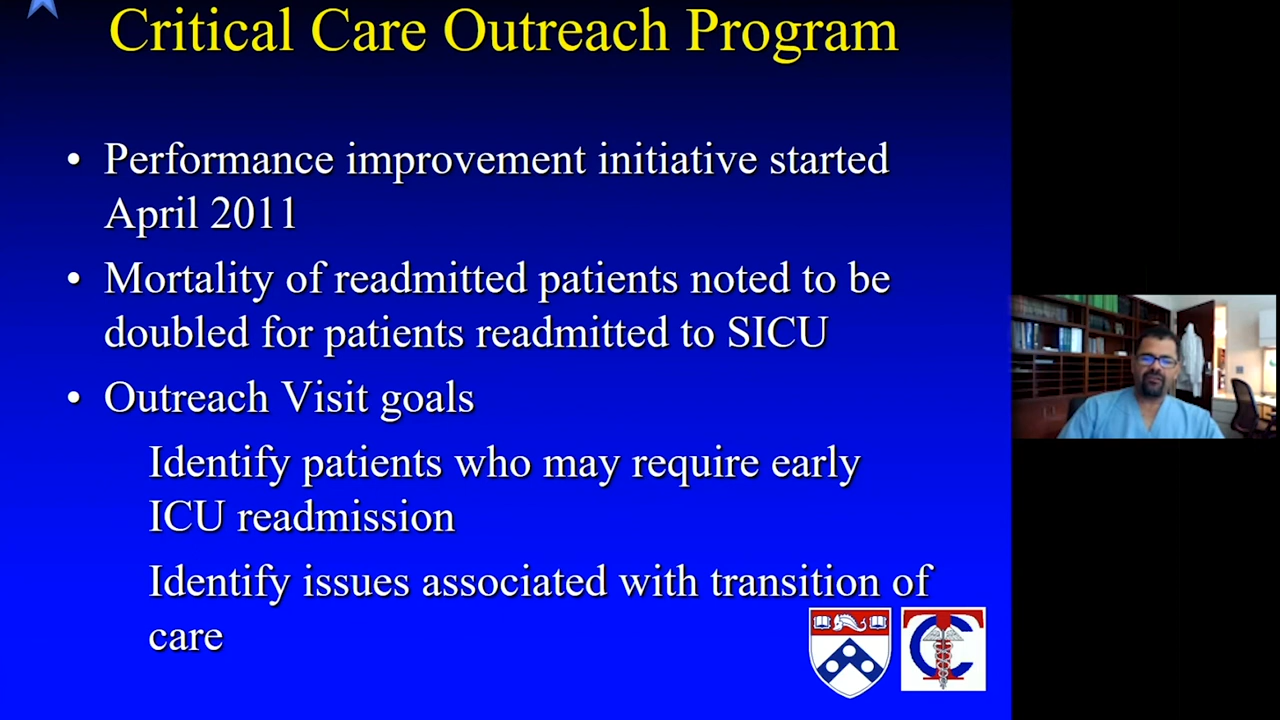 Critical Care Outreach Program
• Performance improvement initiative started
April 2011
• Mortality of readmitted patients noted to be
doubled for patients readmitted to SICU
• Outreach Visit goals
Identify patients who may require early
ICU readmission
Identify issues associated with transition of
care
TC